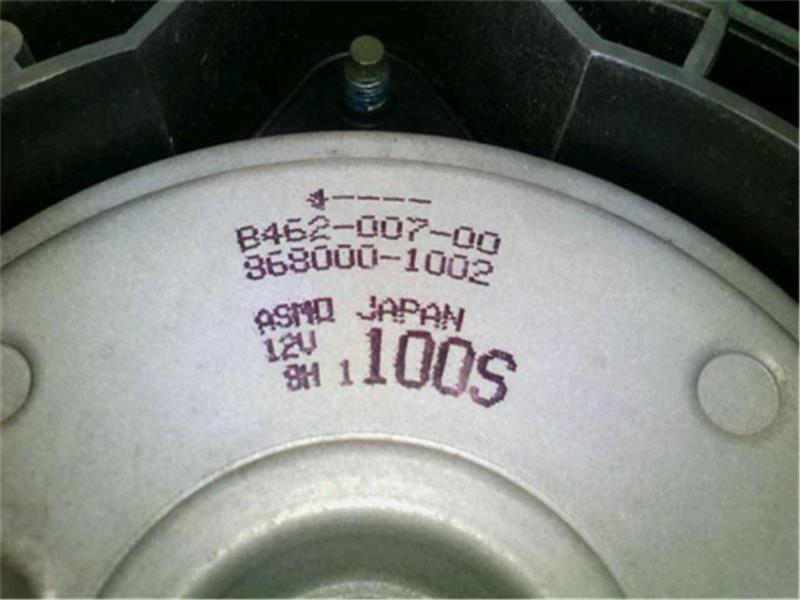 ←----
B462-007-00
868000-1002
ASMO JAPAN
12V
8H 1 100S